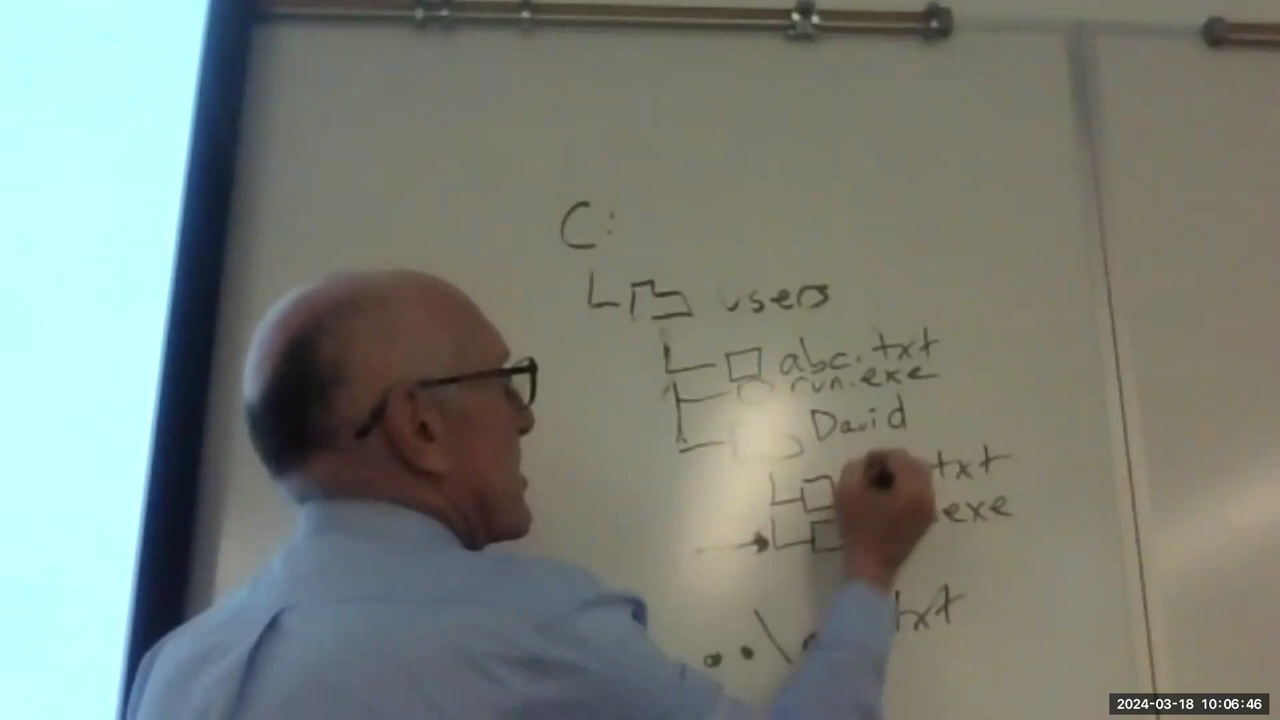 C:
users
abc.txt
run.exe
David
txt
.exe
..\
txt
2024-03-18 10:06:46